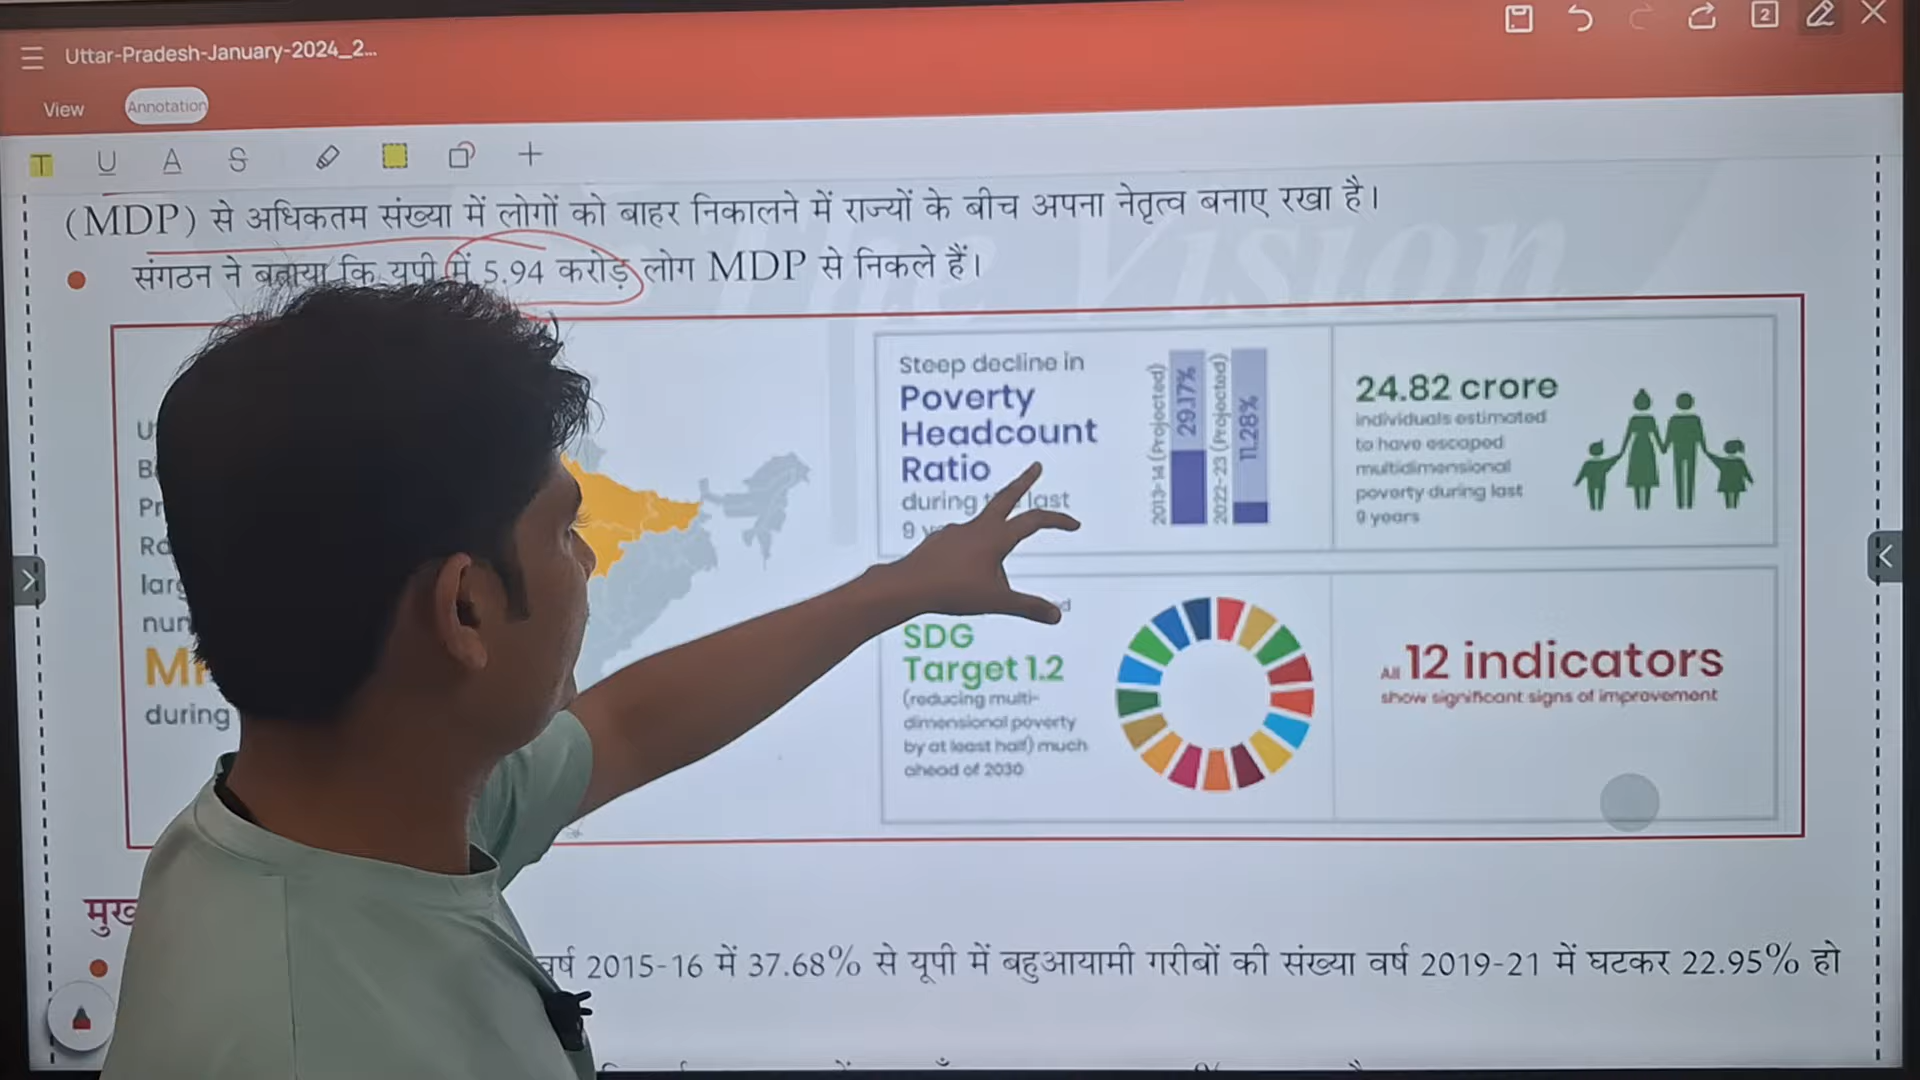 Uttar-Pradesh-January-2024_2...
2
View
Annotation
T U A S
(MDP) से अधिकतम संख्या में लोगों को बाहर निकालने में राज्यों के बीच अपना नेतृत्व बनाए रखा है।
The Vision
संगठन ने बताया कि यूपी में 5.94 करोड़ लोग MDP से निकले हैं।
during
Steep decline in
Poverty
Headcount
Ratio
during last
9
2013-14 (Projected)
29.17%
2022-23 (Projected)
11.28%
24.82 crore
individuals estimated
to have escaped
multidimensional
poverty during last
9 years
SDG
Target 1.2
(reducing multi-
dimensional poverty
by at least half) much
ahead of 2030
All 12 indicators
show significant signs of improvement
वर्ष 2015-16 में 37.68% से यूपी में बहुआयामी गरीबों की संख्या वर्ष 2019-21 में घटकर 22.95% हो